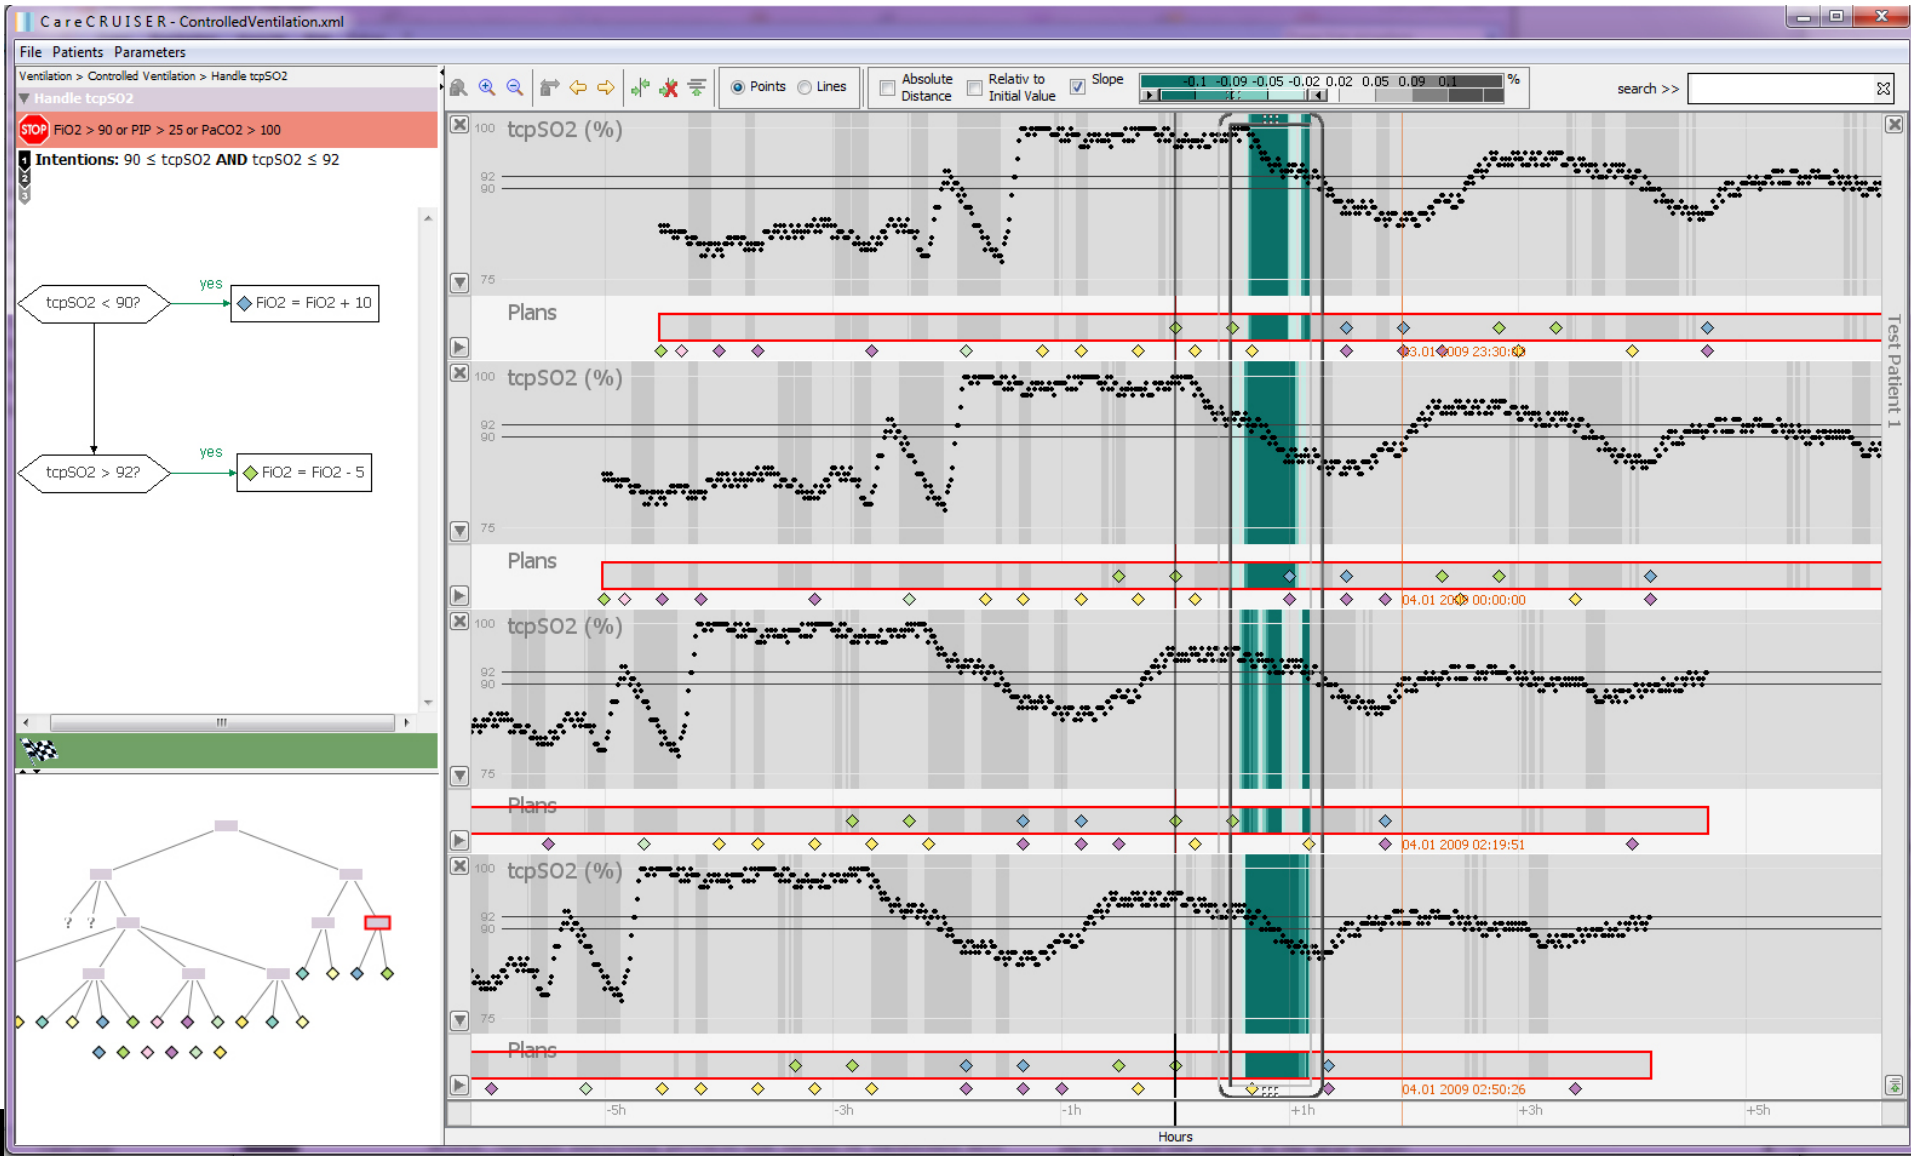 CareCRUISER - ControlledVentilation.xml
File Patients Parameters
Ventilation > Controlled Ventilation > Handle tcpSO2
Handle tcpSO2
STOP FiO2 > 90 or PIP > 25 or PaCO2 > 100
1 Intentions: 90 ≤ tcpSO2 AND tcpSO2 ≤ 92
2
3
tcpSO2 < 90?
yes
FiO2 = FiO2 + 10
tcpSO2 > 92?
yes
FiO2 = FiO2 - 5
? ?
Points Lines
Absolute Distance
Relativ to Initial Value
Slope
-0.1 -0.09 -0.05 -0.02 0.02 0.05 0.09 0.1 %
search >>
100 tcpSO2 (%)
92
90
75
Plans
03.01 2009 23:30:00
100 tcpSO2 (%)
92
90
75
Plans
04.01 2009 00:00:00
100 tcpSO2 (%)
92
90
75
Plans
04.01 2009 02:19:51
100 tcpSO2 (%)
92
90
75
Plans
04.01 2009 02:50:26
-5h -3h -1h +1h +3h +5h
Hours
Test Patient 1